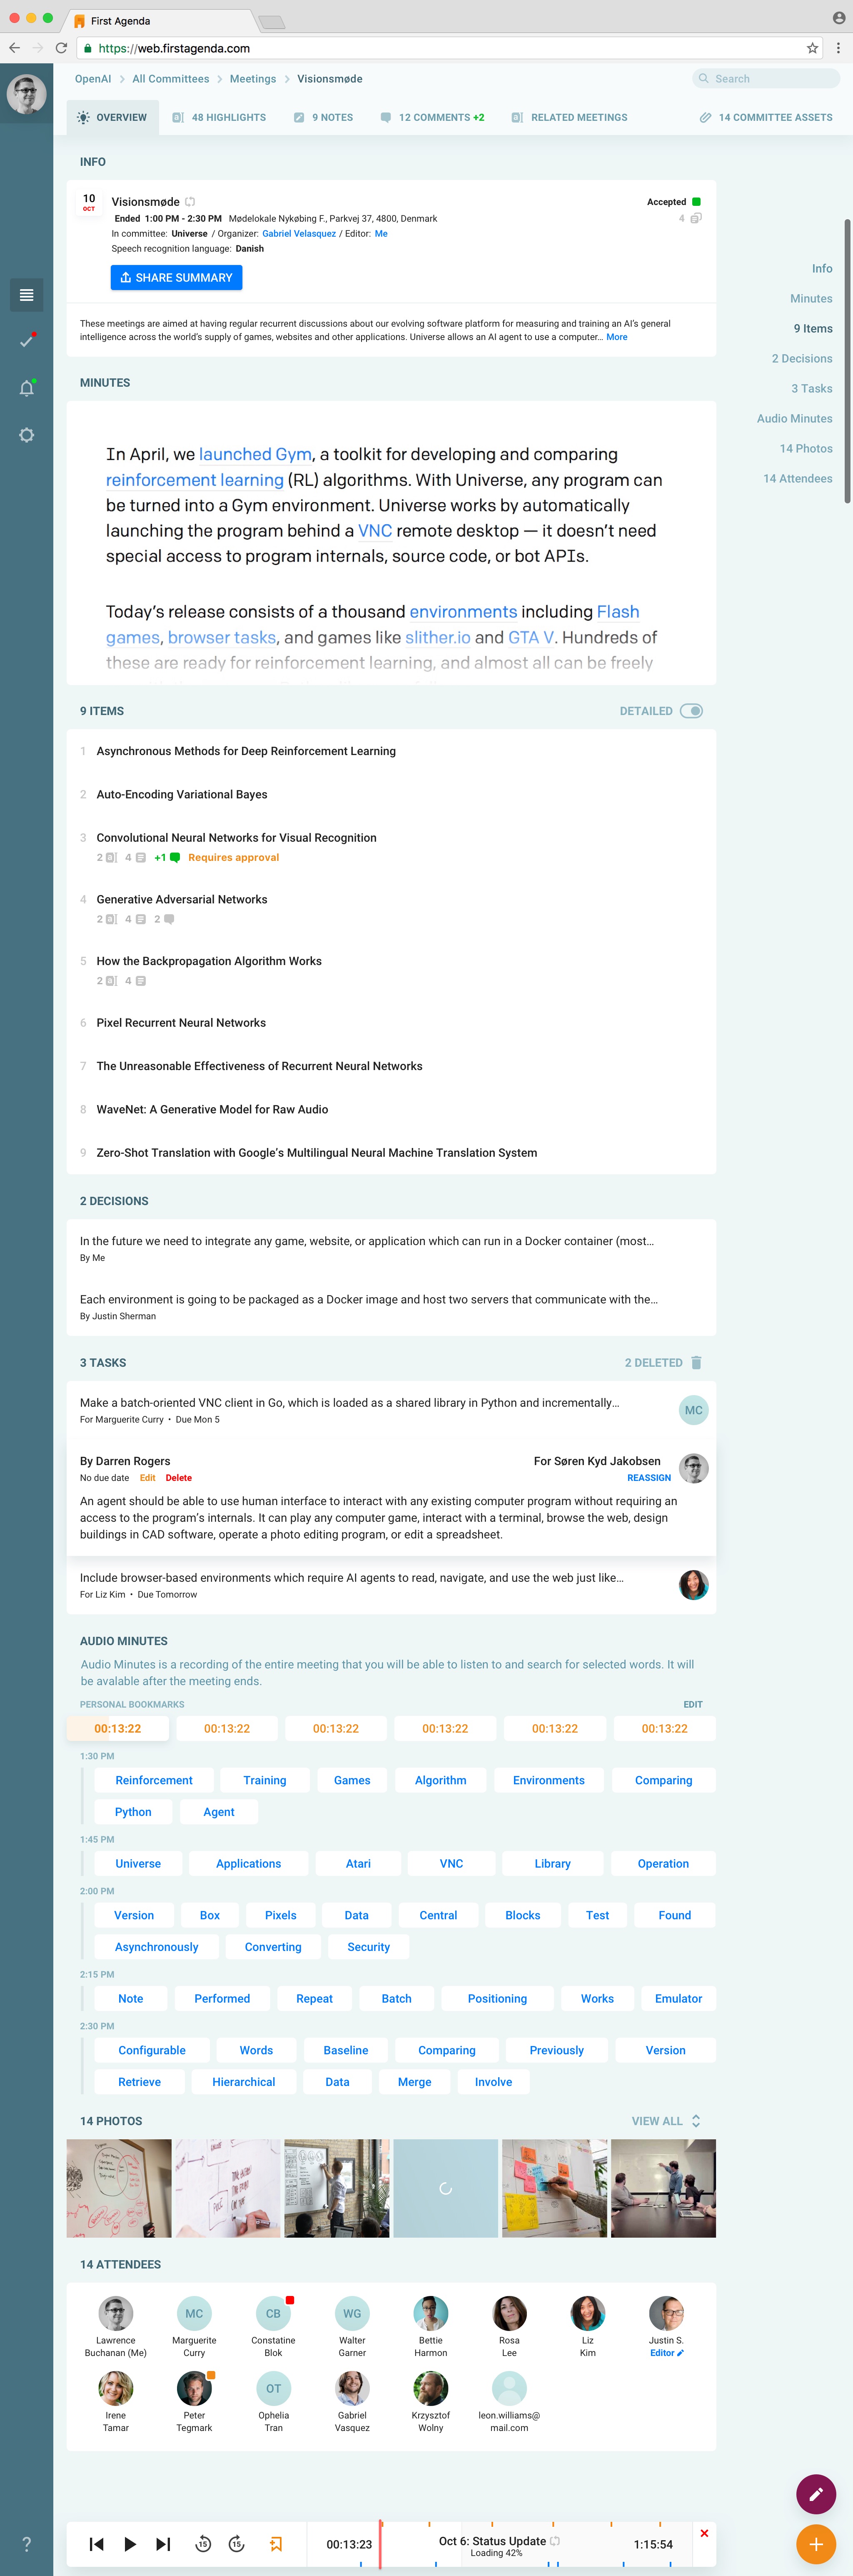 First Agenda
https://web.firstagenda.com
OpenAI > All Committees > Meetings > Visionsmøde
Search
OVERVIEW
48 HIGHLIGHTS
9 NOTES
12 COMMENTS +2
RELATED MEETINGS
14 COMMITTEE ASSETS
INFO
10
OCT
Visionsmøde
Accepted
Ended 1:00 PM - 2:30 PM Mødelokale Nykøbing F., Parkvej 37, 4800, Denmark
4
In committee: Universe / Organizer: Gabriel Velasquez / Editor: Me
Speech recognition language: Danish
SHARE SUMMARY
These meetings are aimed at having regular recurrent discussions about our evolving software platform for measuring and training an AI's general
intelligence across the world's supply of games, websites and other applications. Universe allows an AI agent to use a computer... More
Info
Minutes
9 Items
2 Decisions
3 Tasks
Audio Minutes
14 Photos
14 Attendees
MINUTES
In April, we launched Gym, a toolkit for developing and comparing
reinforcement learning (RL) algorithms. With Universe, any program can
be turned into a Gym environment. Universe works by automatically
launching the program behind a VNC remote desktop — it doesn't need
special access to program internals, source code, or bot APIs.
Today's release consists of a thousand environments including Flash
games, browser tasks, and games like slither.io and GTA V. Hundreds of
these are ready for reinforcement learning, and almost all can be freely
9 ITEMS
DETAILED
1 Asynchronous Methods for Deep Reinforcement Learning
2 Auto-Encoding Variational Bayes
3 Convolutional Neural Networks for Visual Recognition
2 4 +1 Requires approval
4 Generative Adversarial Networks
2 4 2
5 How the Backpropagation Algorithm Works
2 4
6 Pixel Recurrent Neural Networks
7 The Unreasonable Effectiveness of Recurrent Neural Networks
8 WaveNet: A Generative Model for Raw Audio
9 Zero-Shot Translation with Google's Multilingual Neural Machine Translation System
2 DECISIONS
In the future we need to integrate any game, website, or application which can run in a Docker container (most...
By Me
Each environment is going to be packaged as a Docker image and host two servers that communicate with the...
By Justin Sherman
3 TASKS
2 DELETED
Make a batch-oriented VNC client in Go, which is loaded as a shared library in Python and incrementally...
For Marguerite Curry • Due Mon 5
MC
By Darren Rogers
For Søren Kyd Jakobsen
No due date Edit Delete
REASSIGN
An agent should be able to use human interface to interact with any existing computer program without requiring an
access to the program's internals. It can play any computer game, interact with a terminal, browse the web, design
buildings in CAD software, operate a photo editing program, or edit a spreadsheet.
Include browser-based environments which require AI agents to read, navigate, and use the web just like...
For Liz Kim • Due Tomorrow
AUDIO MINUTES
Audio Minutes is a recording of the entire meeting that you will be able to listen to and search for selected words. It will
be avalable after the meeting ends.
PERSONAL BOOKMARKS
EDIT
00:13:22 00:13:22 00:13:22 00:13:22 00:13:22 00:13:22
1:30 PM
Reinforcement Training Games Algorithm Environments Comparing
Python Agent
1:45 PM
Universe Applications Atari VNC Library Operation
2:00 PM
Version Box Pixels Data Central Blocks Test Found
Asynchronously Converting Security
2:15 PM
Note Performed Repeat Batch Positioning Works Emulator
2:30 PM
Configurable Words Baseline Comparing Previously Version
Retrieve Hierarchical Data Merge Involve
14 PHOTOS
VIEW ALL
14 ATTENDEES
MC CB WG
Lawrence Marguerite Constatine Walter Bettie Rosa Liz Justin S.
Buchanan (Me) Curry Blok Garner Harmon Lee Kim Editor
OT
Irene Peter Ophelia Gabriel Krzysztof leon.williams@
Tamar Tegmark Tran Vasquez Wolny mail.com
?
15 15
00:13:23
Oct 6: Status Update
Loading 42%
1:15:54